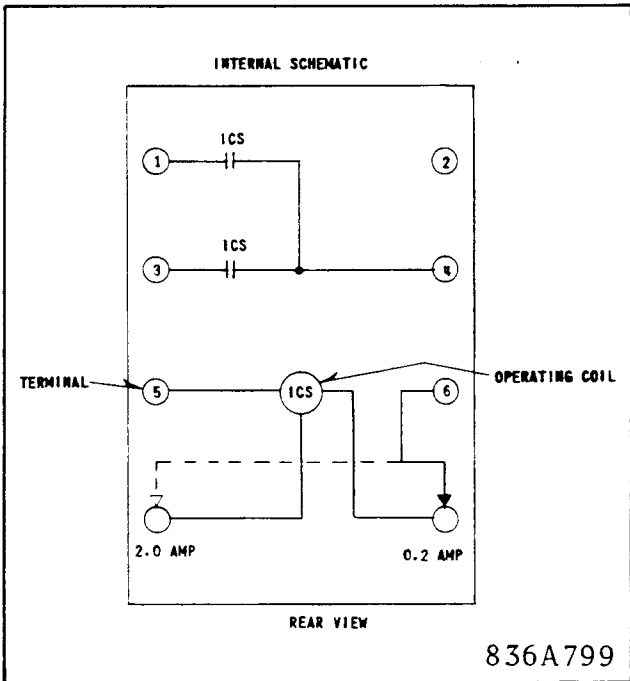 INTERNAL SCHEMATIC
ICS
1
2
ICS
3
4
TERMINAL
5
ICS
6
OPERATING COIL
2.0 AMP
0.2 AMP
REAR VIEW
836A799